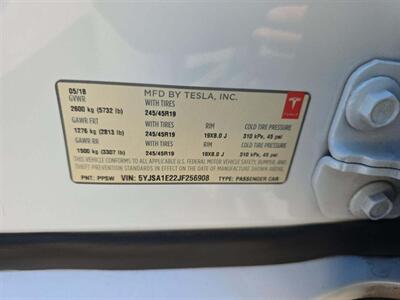 05/18 MFD BY TESLA, INC.
GVWR WITH TIRES
2600 kg (5732 lb) 245/45R19
GAWR FRT WITH TIRES RIM COLD TIRE PRESSURE
1276 kg (2813 lb) 245/45R19 19X8.0 J 310 kPa, 45 psi
GAWR RR WITH TIRES RIM COLD TIRE PRESSURE
1500 kg (3307 lb) 245/45R19 19X8.0 J 310 kPa, 45 psi
THIS VEHICLE CONFORMS TO ALL APPLICABLE U.S. FEDERAL MOTOR VEHICLE SAFETY, BUMPER, AND
THEFT PREVENTION STANDARDS IN EFFECT ON THE DATE OF MANUFACTURE SHOWN ABOVE.
PNT: PPSW VIN: 5YJSA1E22JF256908 TYPE: PASSENGER CAR
TESLA